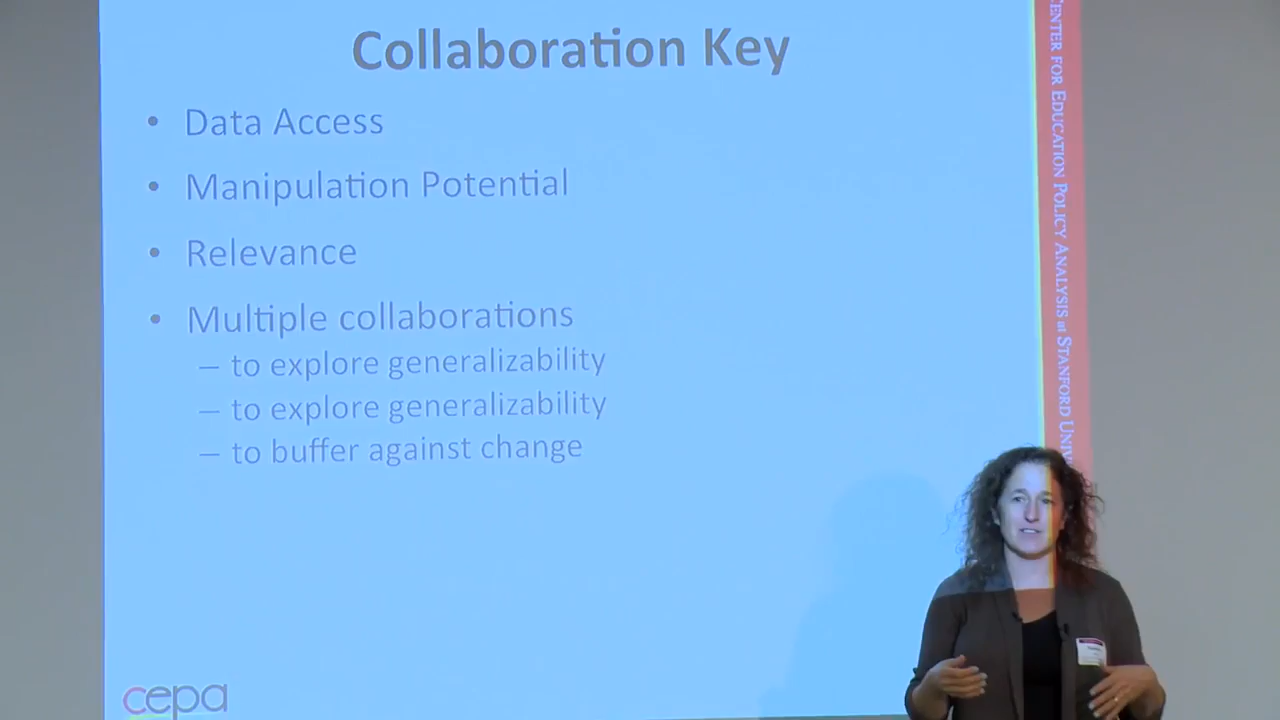 Collaboration Key
• Data Access
• Manipulation Potential
• Relevance
• Multiple collaborations
– to explore generalizability
– to explore generalizability
– to buffer against change
CENTER FOR EDUCATION POLICY ANALYSIS at STANFORD UNIV
cepa